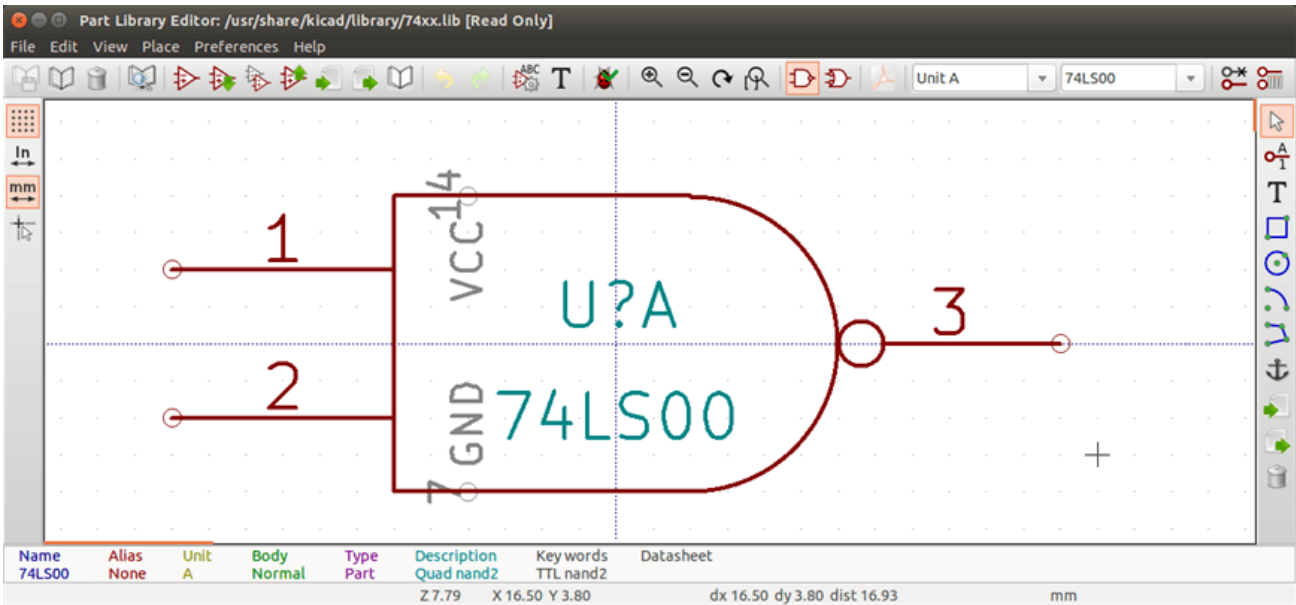 Part Library Editor: /usr/share/kicad/library/74xx.lib [Read Only]
File Edit View Place Preferences Help
ABC T Unit A 74LS00
In
mm
A
1
T
14
VCC
1
U?A
3
2
GND
74LS00
7
Name Alias Unit Body Type Description Key words Datasheet
74LS00 None A Normal Part Quad nand2 TTL nand2
Z 7.79 X 16.50 Y 3.80 dx 16.50 dy 3.80 dist 16.93 mm